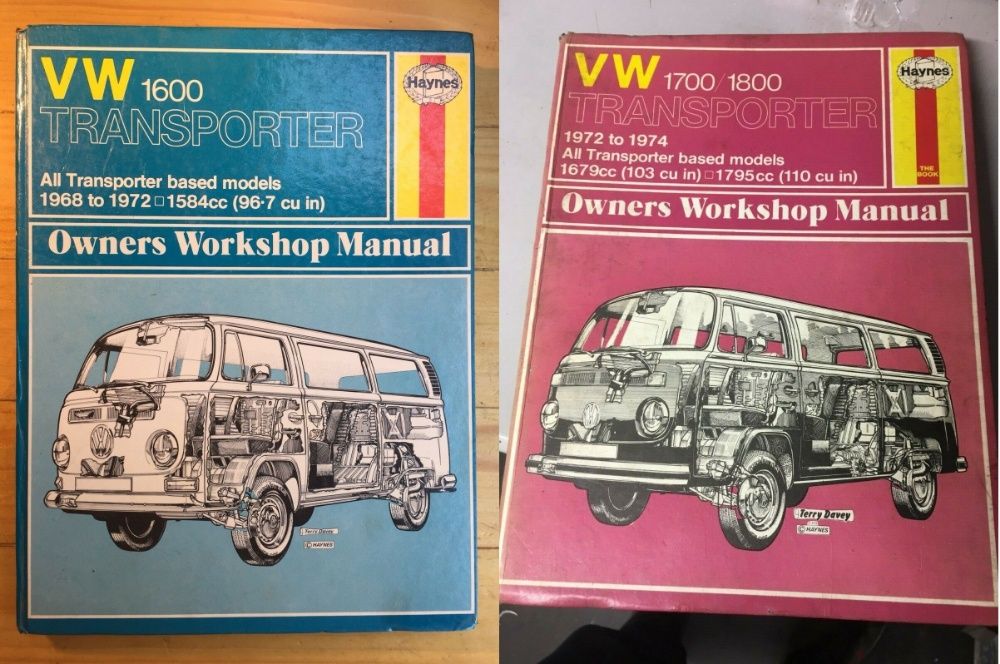 VW 1600
TRANSPORTER
Haynes
All Transporter based models
1968 to 1972 □ 1584cc (96·7 cu in)
Owners Workshop Manual
Terry Davey
© HAYNES
VW 1700/1800
TRANSPORTER
Haynes
1972 to 1974
All Transporter based models
1679cc (103 cu in) □ 1795cc (110 cu in)
THE
BOOK
Owners Workshop Manual
Terry Davey
© HAYNES